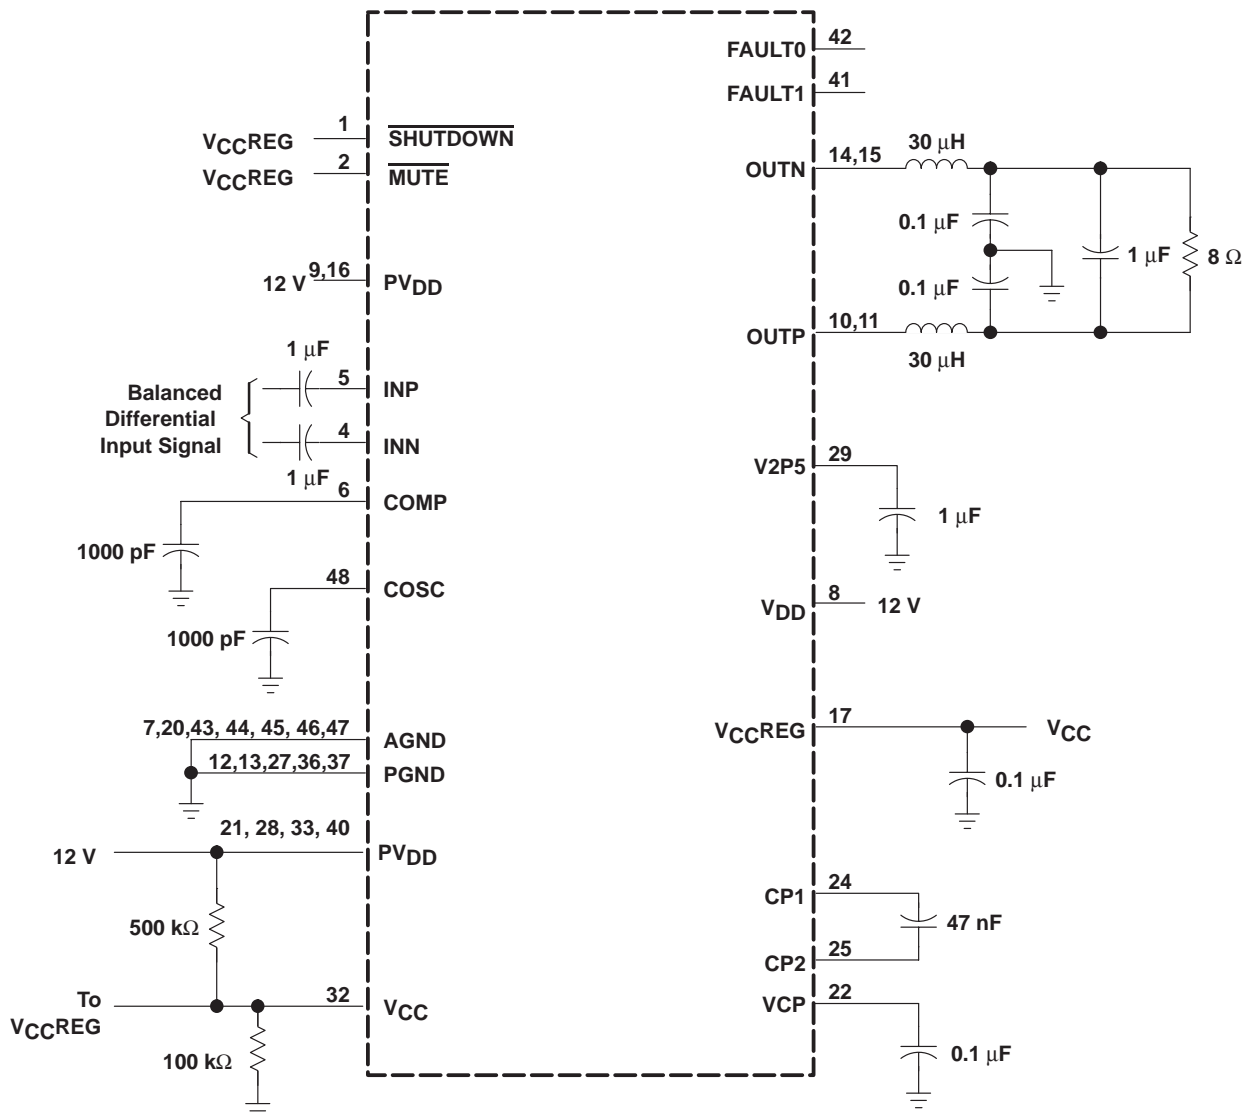 FAULT0 42
FAULT1 41
VCCREG 1 SHUTDOWN
VCCREG 2 MUTE
OUTN 14,15 30 μH
0.1 μF
1 μF 8 Ω
0.1 μF
OUTP 10,11 30 μH
12 V 9,16 PVDD
1 μF
Balanced
Differential
Input Signal
5 INP
4 INN
1 μF
6 COMP
1000 pF
V2P5 29
1 μF
48 COSC
1000 pF
VDD 8 12 V
7,20,43, 44, 45, 46,47 AGND
12,13,27,36,37 PGND
VCCREG 17 VCC
0.1 μF
21, 28, 33, 40
12 V PVDD
500 kΩ
CP1 24
47 nF
CP2 25
To
VCCREG
32 VCC
100 kΩ
VCP 22
0.1 μF